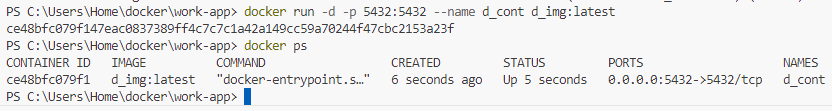 PS C:\Users\Home\docker\work-app> docker run -d -p 5432:5432 --name d_cont d_img:latest
ce48bfc079f147eac0837389ff4c7c7c1a42a149cc59a70244f47cbc2153a23f
PS C:\Users\Home\docker\work-app> docker ps
CONTAINER ID   IMAGE          COMMAND                  CREATED         STATUS         PORTS                    NAMES
ce48bfc079f1   d_img:latest   "docker-entrypoint.s…"   6 seconds ago   Up 5 seconds   0.0.0.0:5432->5432/tcp   d_cont
PS C:\Users\Home\docker\work-app>